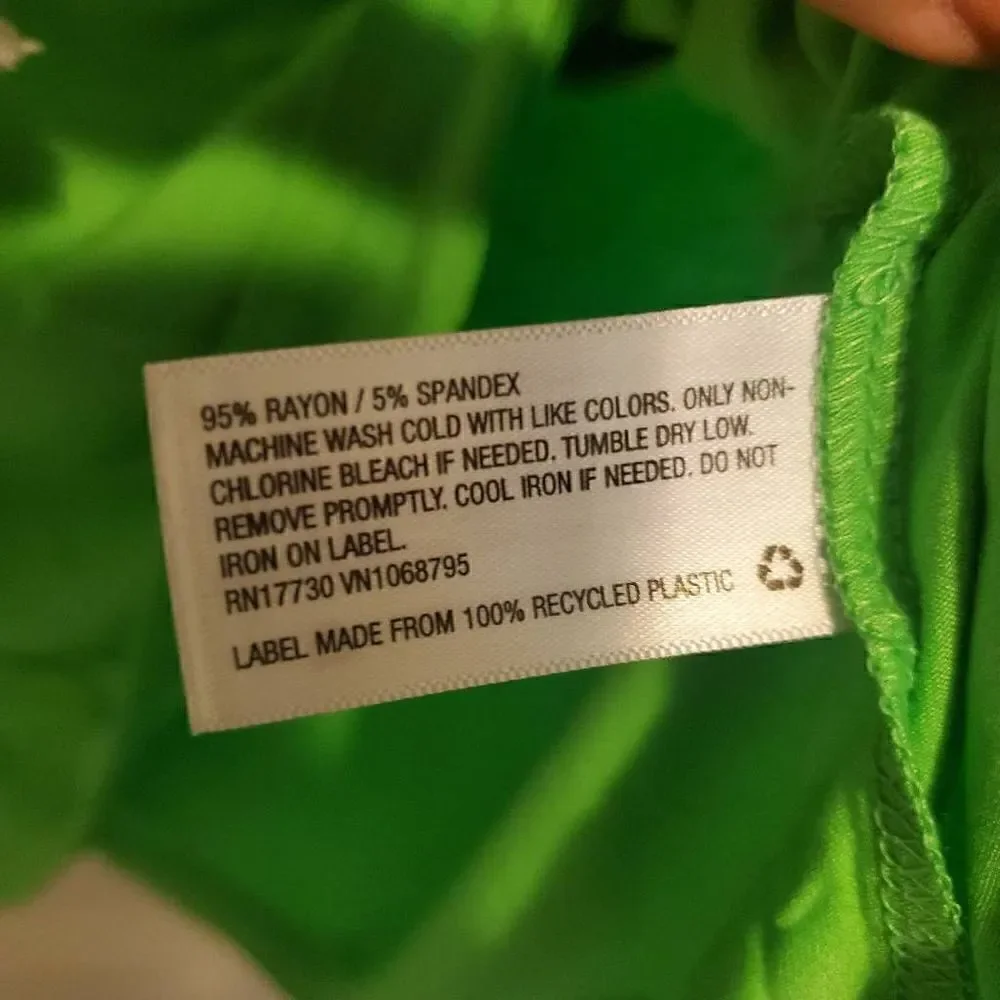 95% RAYON / 5% SPANDEX
MACHINE WASH COLD WITH LIKE COLORS. ONLY NON-
CHLORINE BLEACH IF NEEDED. TUMBLE DRY LOW.
REMOVE PROMPTLY. COOL IRON IF NEEDED. DO NOT
IRON ON LABEL.
RN17730 VN1068795
LABEL MADE FROM 100% RECYCLED PLASTIC